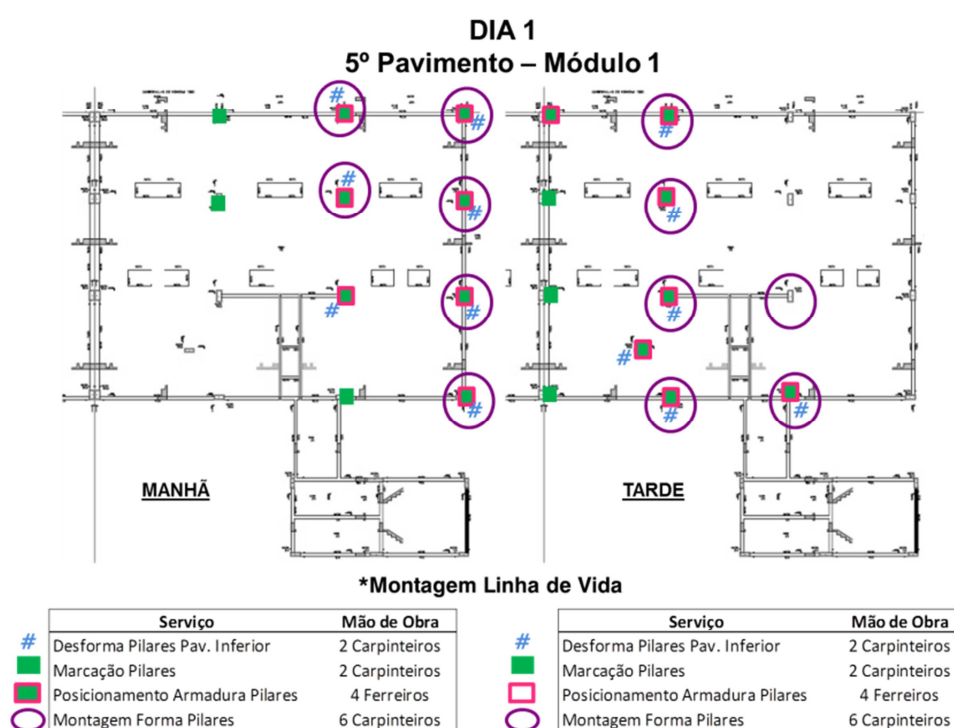 DIA 1
5º Pavimento – Módulo 1
# # # #
# #
# # # #
#
# # #
MANHÃ TARDE
*Montagem Linha de Vida
Serviço Mão de Obra Serviço Mão de Obra
# Desforma Pilares Pav. Inferior 2 Carpinteiros # Desforma Pilares Pav. Inferior 2 Carpinteiros
Marcação Pilares 2 Carpinteiros Marcação Pilares 2 Carpinteiros
Posicionamento Armadura Pilares 4 Ferreiros Posicionamento Armadura Pilares 4 Ferreiros
Montagem Forma Pilares 6 Carpinteiros Montagem Forma Pilares 6 Carpinteiros